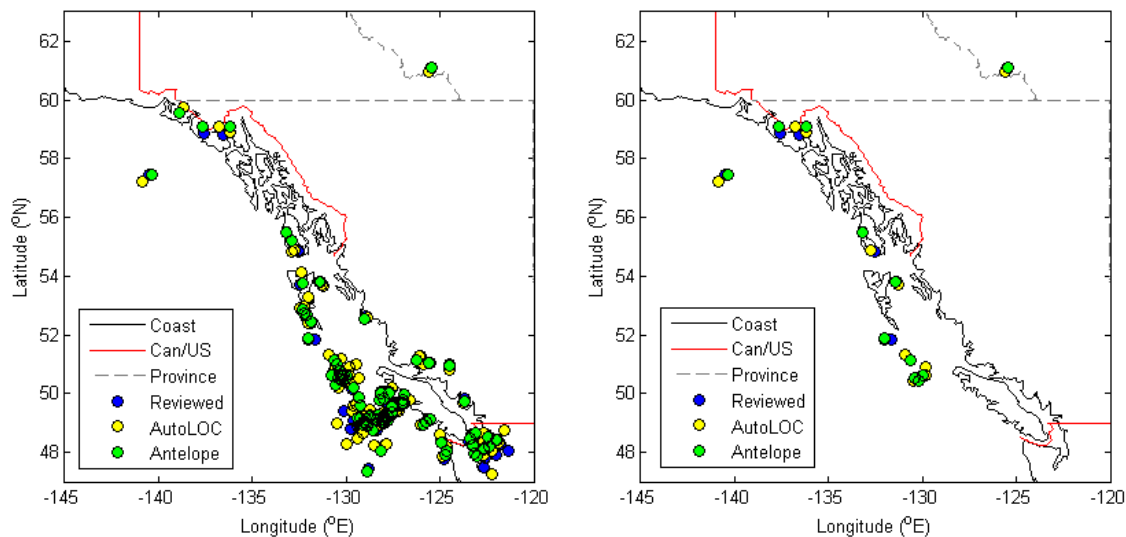 62
60
58
56
54
52
50
48
Latitude (°N)
Coast
Can/US
Province
Reviewed
AutoLOC
Antelope
-145
-140
-135
-130
-125
-120
Longitude (°E)
62
60
58
56
54
52
50
48
Latitude (°N)
Coast
Can/US
Province
Reviewed
AutoLOC
Antelope
-145
-140
-135
-130
-125
-120
Longitude (°E)